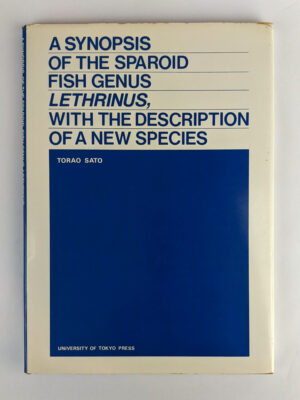 A SYNOPSIS
OF THE SPAROID
FISH GENUS
LETHRINUS,
WITH THE DESCRIPTION
OF A NEW SPECIES
TORAO SATO
UNIVERSITY OF TOKYO PRESS